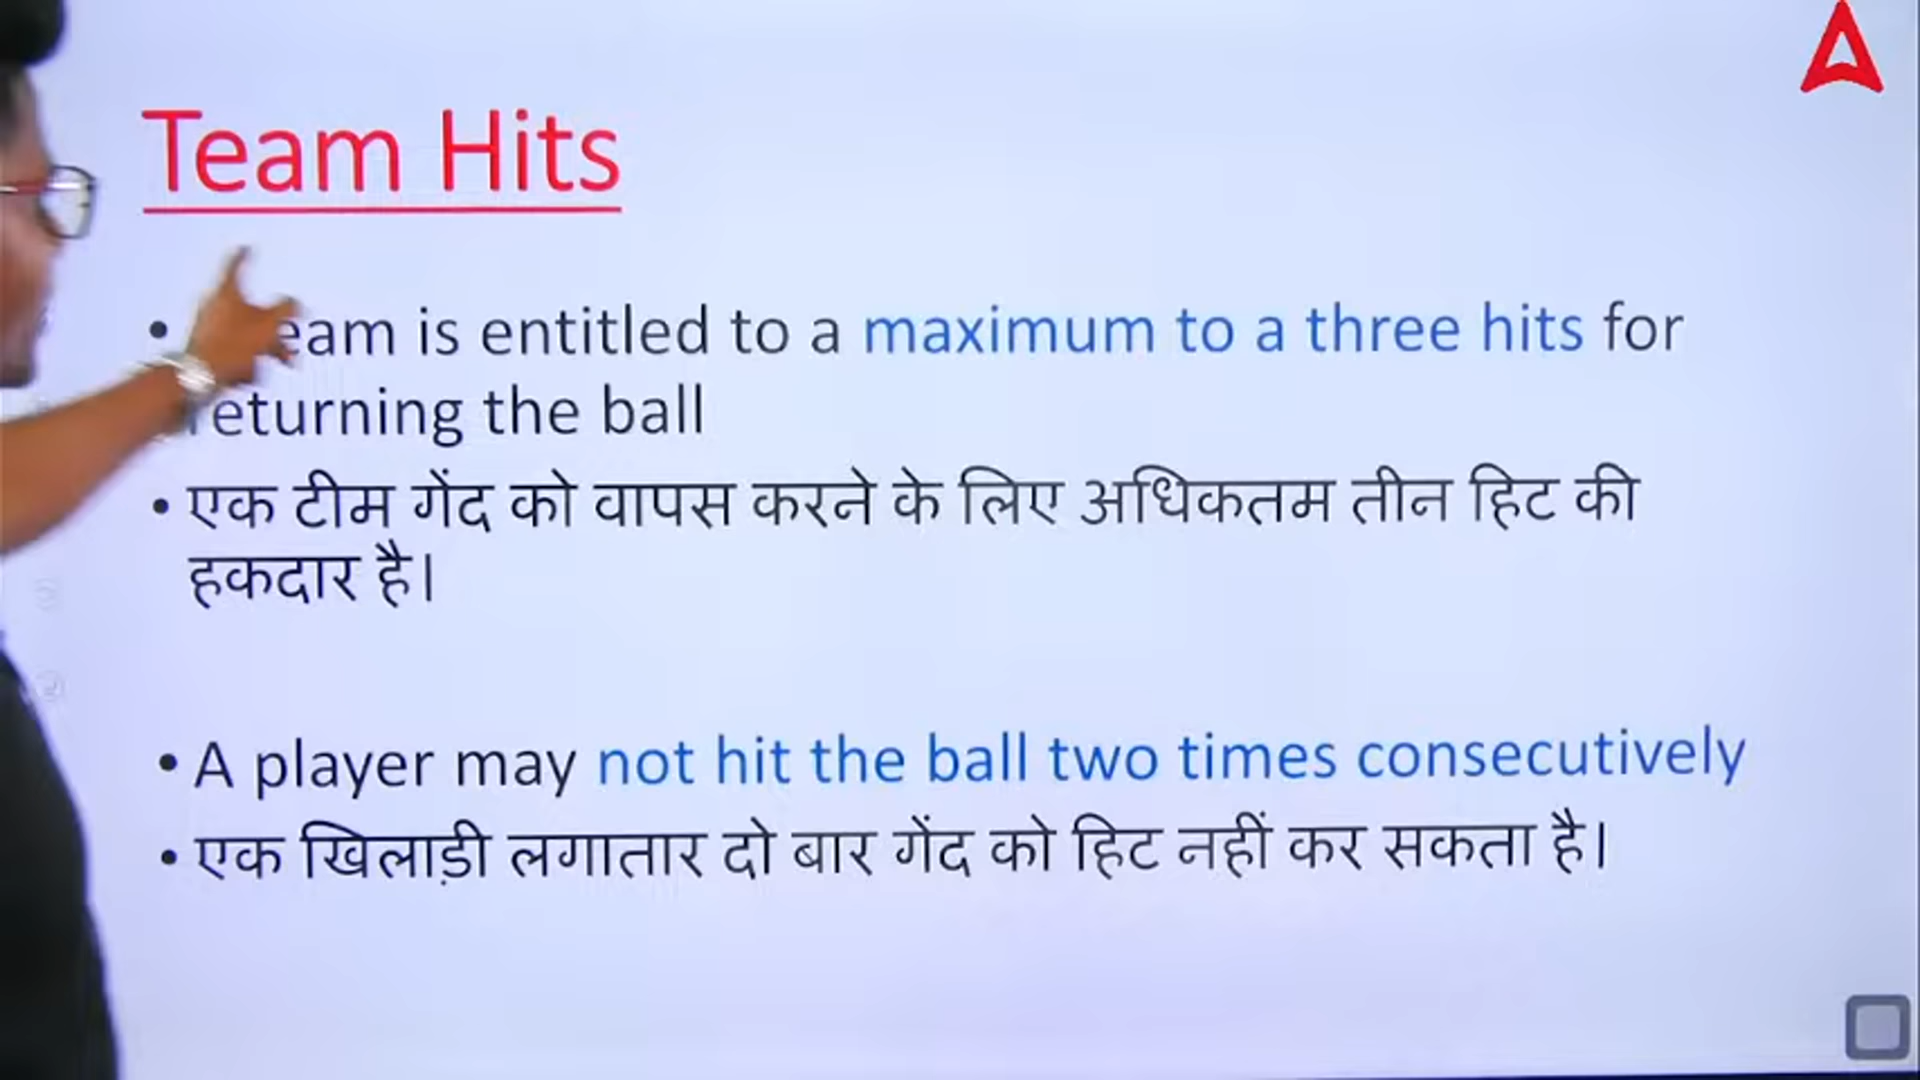 Team Hits
• eam is entitled to a maximum to a three hits for
returning the ball
• एक टीम गेंद को वापस करने के लिए अधिकतम तीन हिट की
हकदार है।
• A player may not hit the ball two times consecutively
• एक खिलाड़ी लगातार दो बार गेंद को हिट नहीं कर सकता है।